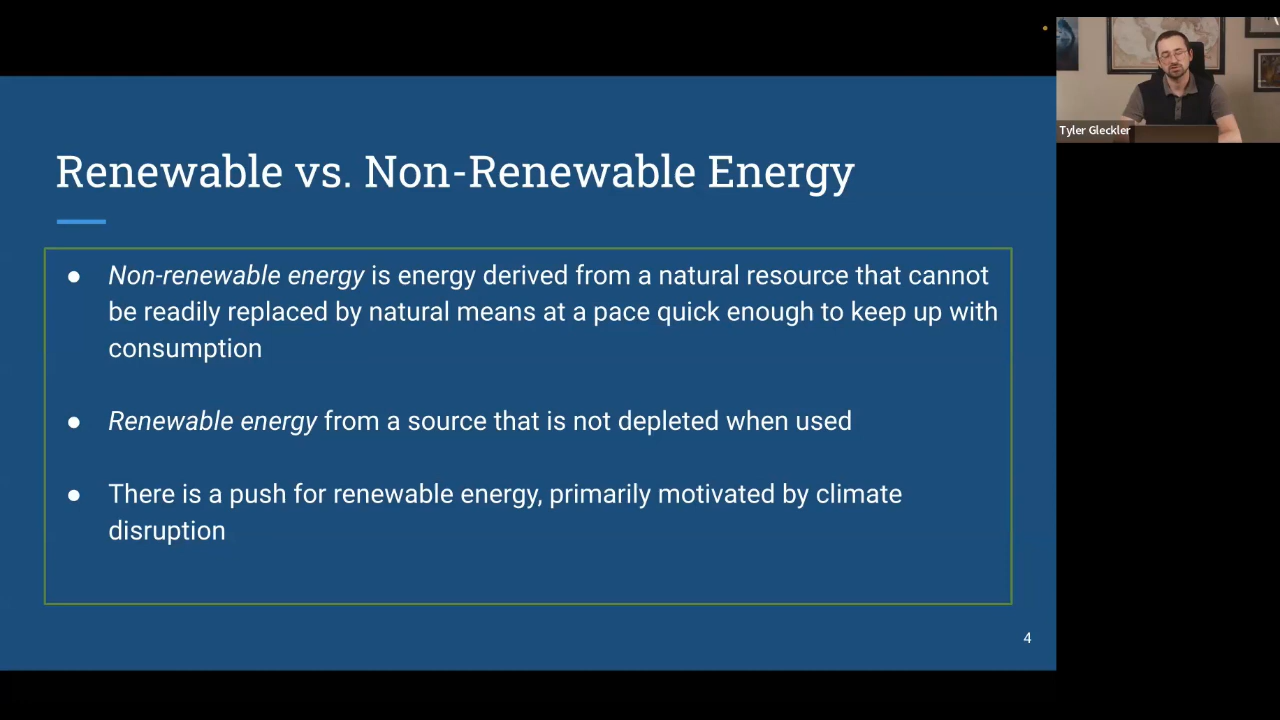 Tyler Gleckler
Renewable vs. Non-Renewable Energy
● Non-renewable energy is energy derived from a natural resource that cannot
be readily replaced by natural means at a pace quick enough to keep up with
consumption
● Renewable energy from a source that is not depleted when used
● There is a push for renewable energy, primarily motivated by climate
disruption
4